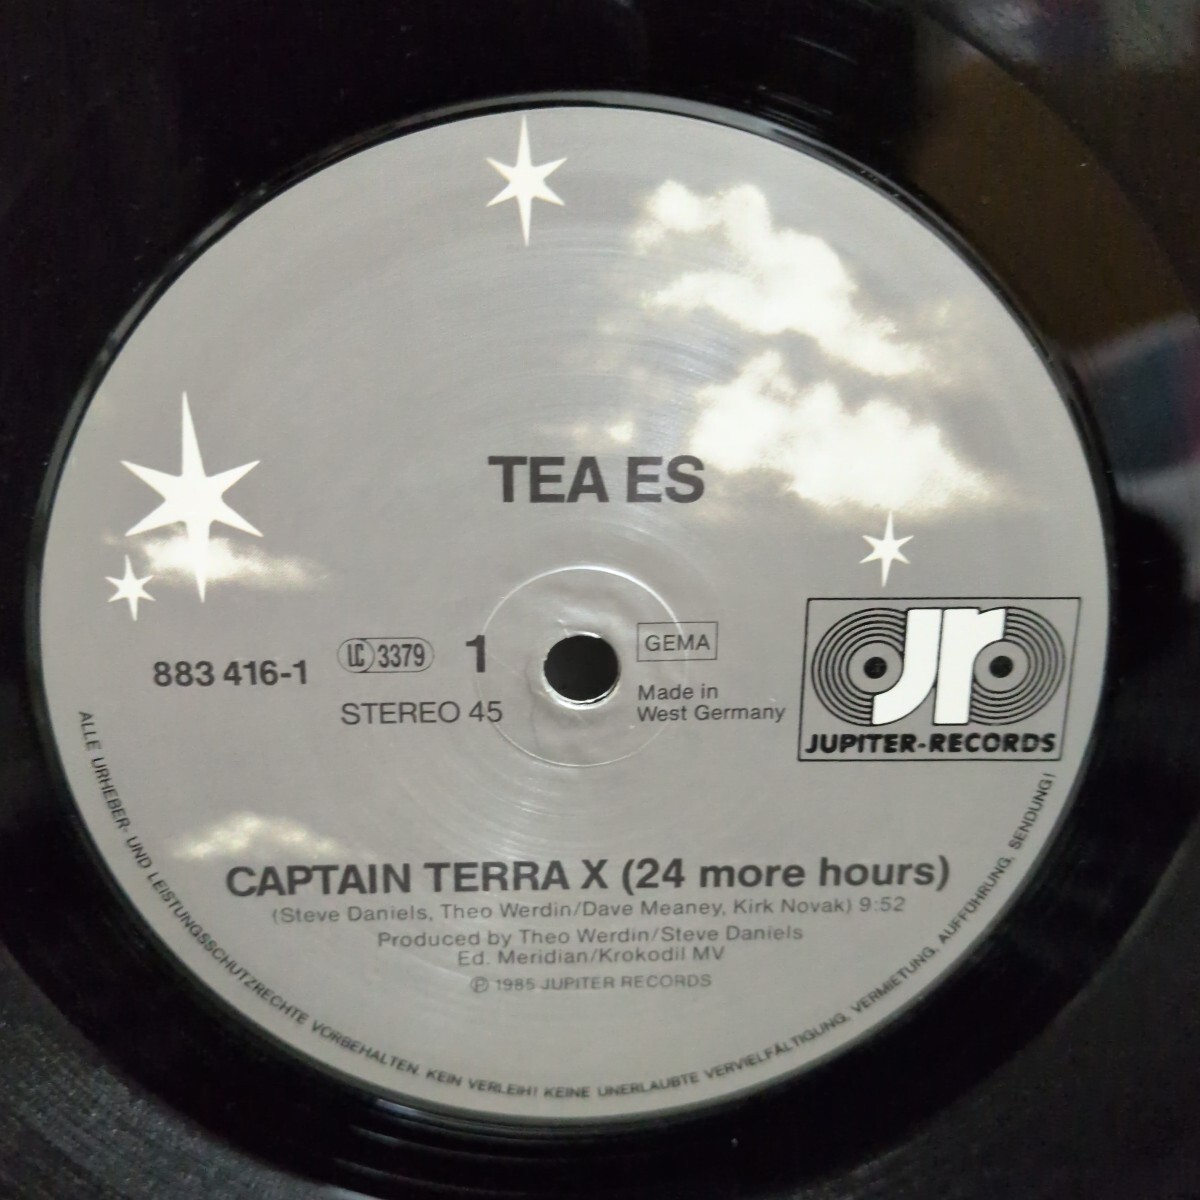 TEA ES
883 416-1
LC 3379
1
STEREO 45
GEMA
Made in
West Germany
jr
JUPITER-RECORDS
CAPTAIN TERRA X (24 more hours)
(Steve Daniels, Theo Werdin/Dave Meaney, Kirk Novak) 9:52
Produced by Theo Werdin/Steve Daniels
Ed. Meridian/Krokodil MV
Ⓟ 1985 JUPITER RECORDS
ALLE URHEBER- UND LEISTUNGSSCHUTZRECHTE VORBEHALTEN. KEIN VERLEIH! KEINE UNERLAUBTE VERVIELFÄLTIGUNG, VERMIETUNG, AUFFÜHRUNG, SENDUNG!